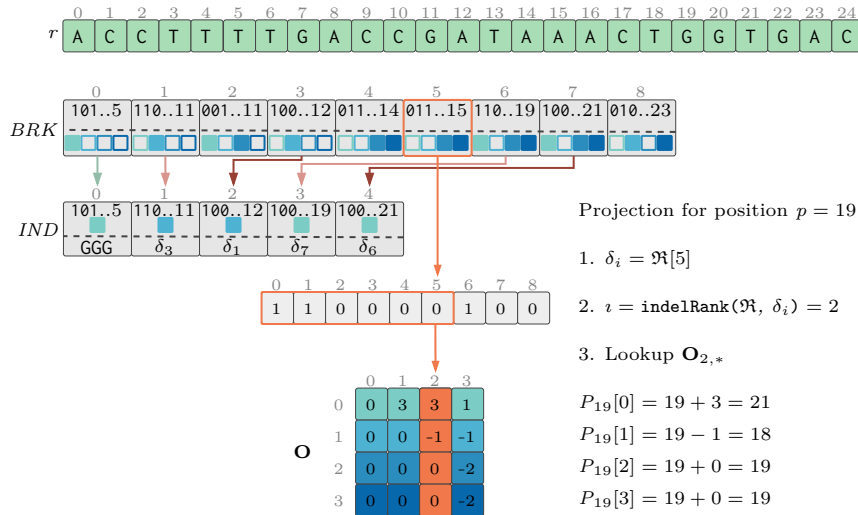 0 1 2 3 4 5 6 7 8 9 10 11 12 13 14 15 16 17 18 19 20 21 22 23 24
r A C C T T T T G A C C G A T A A A C T G G T G A C
0 1 2 3 4 5 6 7 8
BRK 101..5 110..11 001..11 100..12 011..14 011..15 110..19 100..21 010..23
0 1 2 3 4
IND 101..5 110..11 100..12 100..19 100..21
GGG δ3 δ1 δ7 δ6
0 1 2 3 4 5 6 7 8
1 1 0 0 0 0 1 0 0
0 1 2 3
0 0 3 3 1
1 0 0 -1 -1
O
2 0 0 0 -2
3 0 0 0 -2
Projection for position p = 19
1. δi = ℜ[5]
2. ı = indelRank(ℜ, δi) = 2
3. Lookup O2,*
P19[0] = 19 + 3 = 21
P19[1] = 19 − 1 = 18
P19[2] = 19 + 0 = 19
P19[3] = 19 + 0 = 19